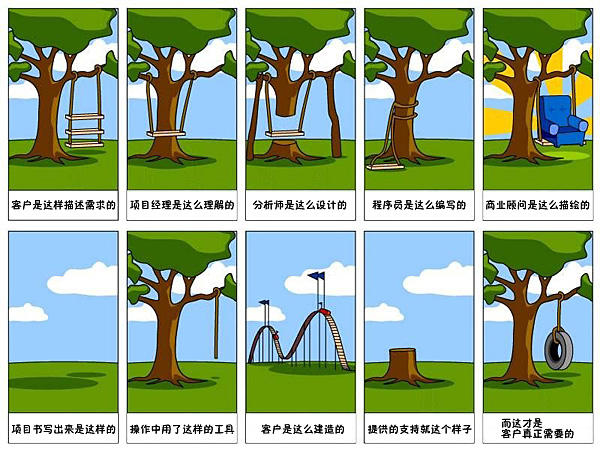 客户是这样描述需求的
项目经理是这么理解的
分析师是这么设计的
程序员是这么编写的
商业顾问是这么描绘的
项目书写出来是这样的
操作中用了这样的工具
客户是这么建造的
提供的支持就这个样子
而这才是
客户真正需要的